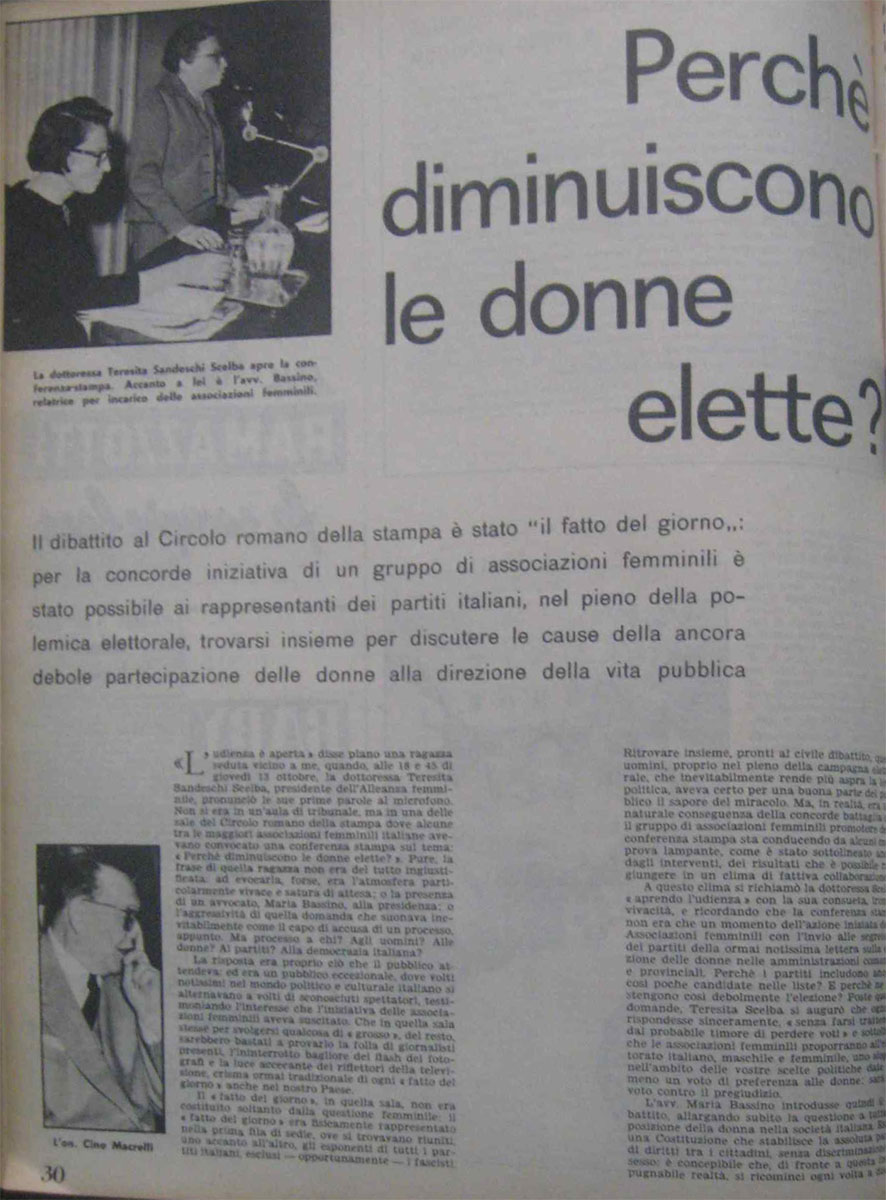 Perchè
diminuiscono
le donne
elette?
La dottoressa Teresita Sandeschi Scelba apre la con-
ferenza-stampa. Accanto a lei è l'avv. Bassino,
relatrice per incarico delle associazioni femminili.
Il dibattito al Circolo romano della stampa è stato "il fatto del giorno„:
per la concorde iniziativa di un gruppo di associazioni femminili è
stato possibile ai rappresentanti dei partiti italiani, nel pieno della po-
lemica elettorale, trovarsi insieme per discutere le cause della ancora
debole partecipazione delle donne alla direzione della vita pubblica
«L'udienza è aperta» disse piano una ragazza
seduta vicino a me, quando, alle 18 e 45 di
giovedì 13 ottobre, la dottoressa Teresita
Sandeschi Scelba, presidente dell'Alleanza femmi-
nile, pronunciò le sue prime parole al microfono.
Non si era in un'aula di tribunale, ma in una delle
sale del Circolo romano della stampa dove alcune
tra le maggiori associazioni femminili italiane ave-
vano convocato una conferenza stampa sul tema:
« Perchè diminuiscono le donne elette? ». Pure, la
frase di quella ragazza non era del tutto ingiusti-
ficata: ad evocarla, forse, era l'atmosfera parti-
colarmente vivace e satura di attesa; o la presenza
di un avvocato, Maria Bassino, alla presidenza; o
l'aggressività di quella domanda che suonava ine-
vitabilmente come il capo di accusa di un processo,
appunto. Ma processo a chi? Agli uomini? Alle
donne? Ai partiti? Alla democrazia italiana?
La risposta era proprio ciò che il pubblico at-
tendeva: ed era un pubblico eccezionale, dove volti
notissimi nel mondo politico e culturale italiano si
alternavano a volti di sconosciuti spettatori, testi-
moniando l'interesse che l'iniziativa delle associa-
zioni femminili aveva suscitato. Che in quella sala
stesse per svolgersi qualcosa di « grosso », del resto,
sarebbero bastati a provarlo la folla di giornalisti
presenti, l'ininterrotto bagliore dei flash dei foto-
grafi e la luce accecante dei riflettori della televi-
sione, crisma ormai tradizionale di ogni « fatto del
giorno » anche nel nostro Paese.
Il « fatto del giorno », in quella sala, non era
costituito soltanto dalla questione femminile: il
« fatto del giorno » era fisicamente rappresentato
nella prima fila di sedie, ove si trovavano riuniti,
uno accanto all'altro, gli esponenti di tutti i par-
titi italiani, esclusi — opportunamente — i fascisti.
L'on. Cino Macrelli
30
Ritrovare insieme, pronti al civile dibattito,
uomini, proprio nel pieno della campagna
rale, che inevitabilmente rende più aspra la
politica, aveva certo per una buona parte del
blico il sapore del miracolo. Ma, in realtà, era
naturale conseguenza della concorde battaglia
il gruppo di associazioni femminili promotore
conferenza stampa sta conducendo da alcuni
prova lampante, come è stato sottolineato
dagli interventi, dei risultati che è possibile
giungere in un clima di fattiva collaborazione.
A questo clima si richiamò la dottoressa
« aprendo l'udienza » con la sua consueta,
vivacità, e ricordando che la conferenza
non era che un momento dell'azione iniziata
Associazioni femminili con l'invio alle
dei partiti della ormai notissima lettera sulla
zione delle donne nelle amministrazioni
e provinciali. Perchè i partiti includono
così poche candidate nelle liste? E perchè
stengono così debolmente l'elezione? Poste
domande, Teresita Scelba si augurò che
rispondesse sinceramente, « senza farsi
dal probabile timore di perdere voti » e
che le associazioni femminili proporranno
torato italiano, maschile e femminile, uno
nell'ambito delle vostre scelte politiche date
meno un voto di preferenza alle donne: sarà
voto contro il pregiudizio.
L'avv. Maria Bassino introdusse quindi
battito, allargando subito la questione a
posizione della donna nella società italiana
una Costituzione che stabilisce la assoluta
di diritti tra i cittadini, senza discriminazione
sesso: è concepibile che, di fronte a questa
pugnabile realtà, si ricominci ogni volta a